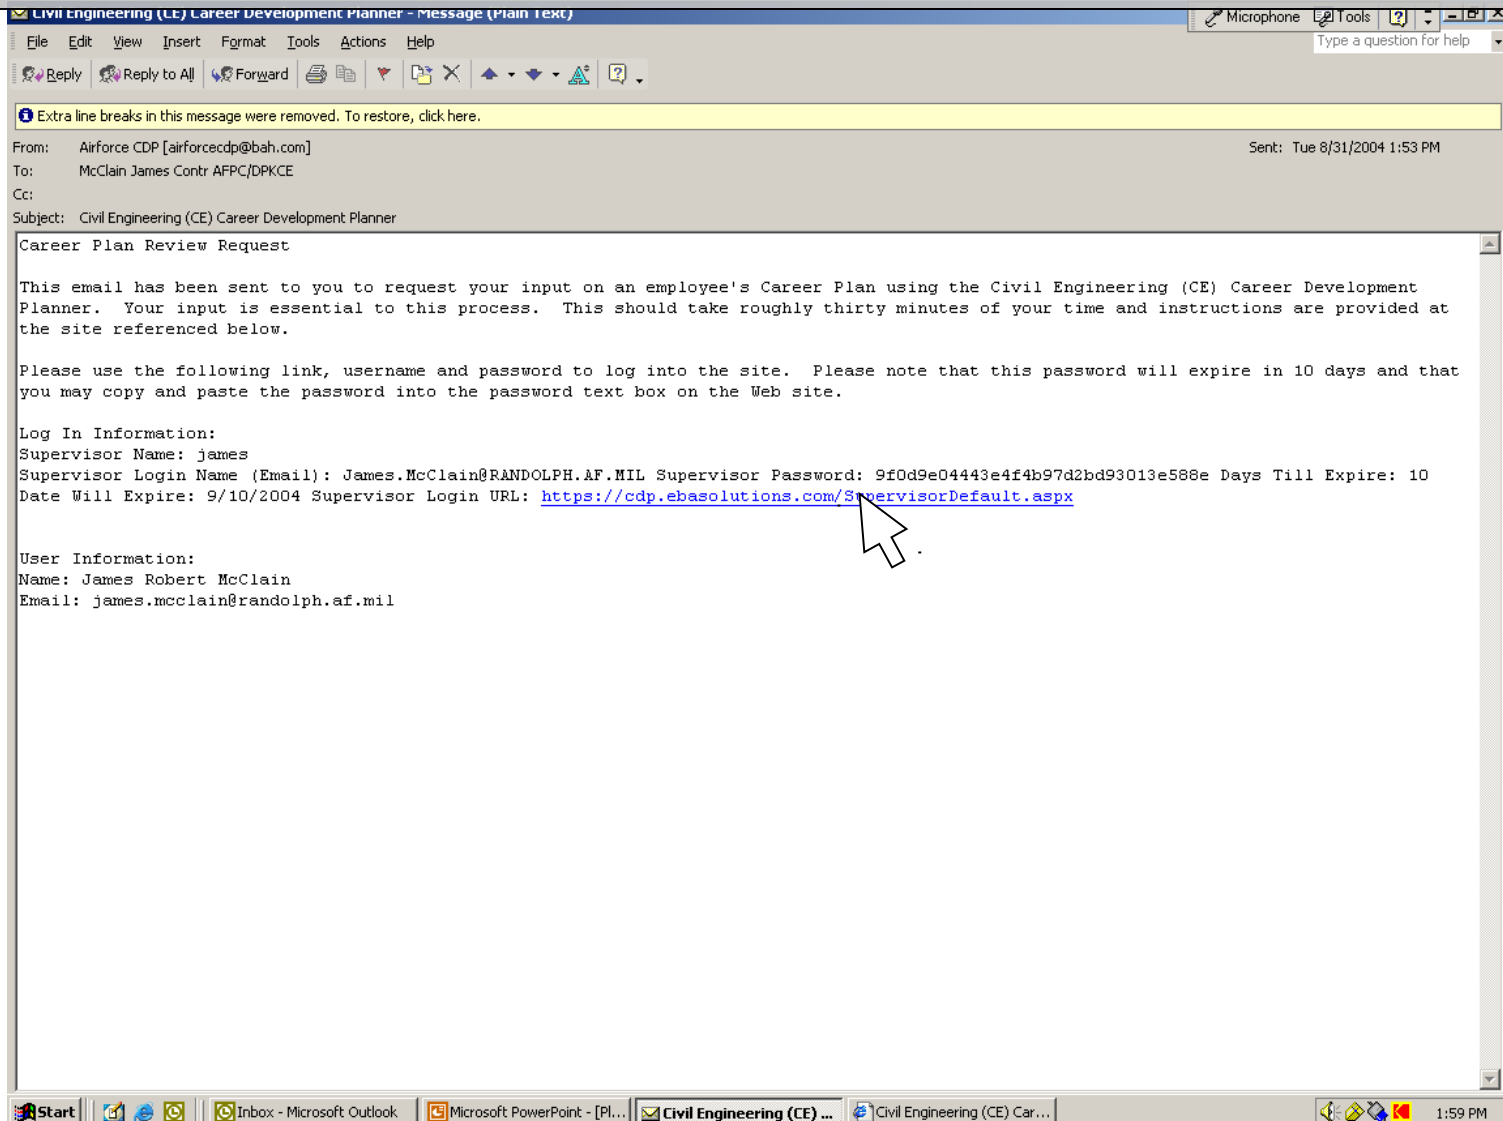 Civil Engineering (CE) Career Development Planner - Message (Plain Text)
Microphone Tools
File Edit View Insert Format Tools Actions Help
Type a question for help
Reply Reply to All Forward
Extra line breaks in this message were removed. To restore, click here.
From: Airforce CDP [airforcecdp@bah.com] Sent: Tue 8/31/2004 1:53 PM
To: McClain James Contr AFPC/DPKCE
Cc:
Subject: Civil Engineering (CE) Career Development Planner
Career Plan Review Request
This email has been sent to you to request your input on an employee's Career Plan using the Civil Engineering (CE) Career Development
Planner. Your input is essential to this process. This should take roughly thirty minutes of your time and instructions are provided at
the site referenced below.
Please use the following link, username and password to log into the site. Please note that this password will expire in 10 days and that
you may copy and paste the password into the password text box on the Web site.
Log In Information:
Supervisor Name: james
Supervisor Login Name (Email): James.McClain@RANDOLPH.AF.MIL Supervisor Password: 9f0d9e04443e4f4b97d2bd93013e588e Days Till Expire: 10
Date Will Expire: 9/10/2004 Supervisor Login URL: https://cdp.ebasolutions.com/SupervisorDefault.aspx
User Information:
Name: James Robert McClain
Email: james.mcclain@randolph.af.mil
Start Inbox - Microsoft Outlook Microsoft PowerPoint - [Pl... Civil Engineering (CE) ... Civil Engineering (CE) Car... 1:59 PM